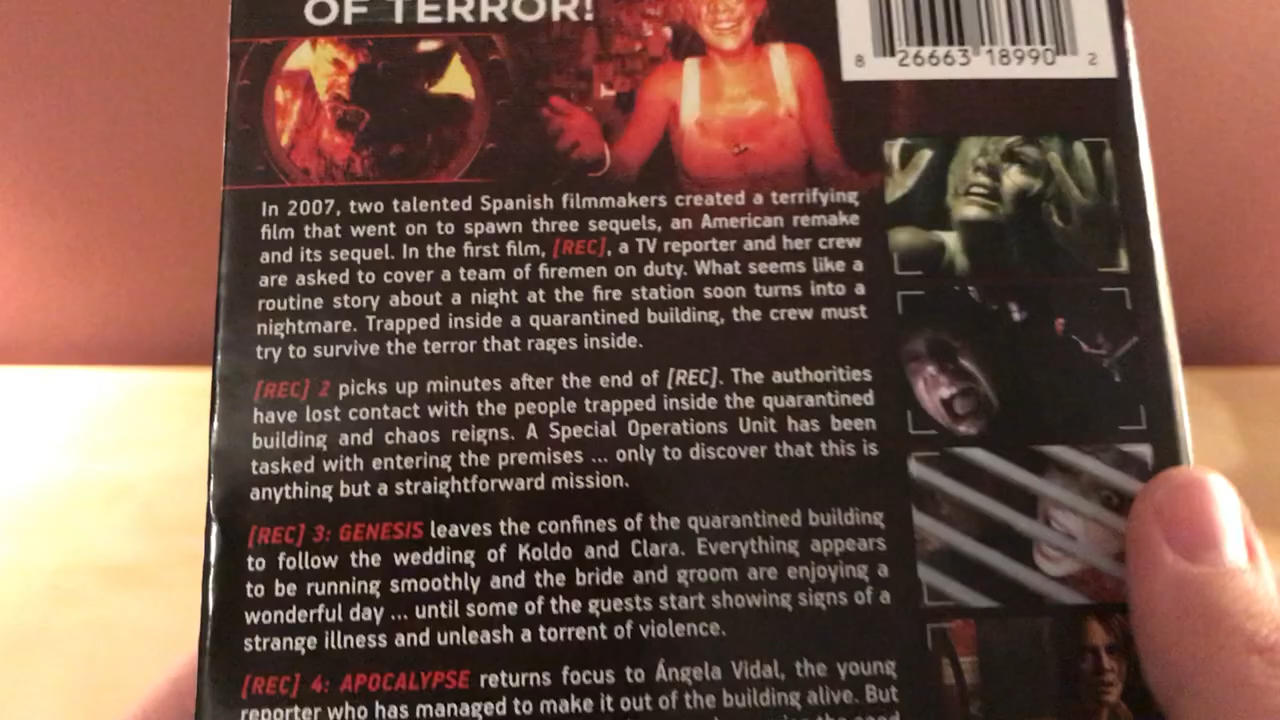 OF TERROR!
8 26663 18990 2
In 2007, two talented Spanish filmmakers created a terrifying
film that went on to spawn three sequels, an American remake
and its sequel. In the first film, [REC], a TV reporter and her crew
are asked to cover a team of firemen on duty. What seems like a
routine story about a night at the fire station soon turns into a
nightmare. Trapped inside a quarantined building, the crew must
try to survive the terror that rages inside.
[REC] 2 picks up minutes after the end of [REC]. The authorities
have lost contact with the people trapped inside the quarantined
building and chaos reigns. A Special Operations Unit has been
tasked with entering the premises ... only to discover that this is
anything but a straightforward mission.
[REC] 3: GENESIS leaves the confines of the quarantined building
to follow the wedding of Koldo and Clara. Everything appears
to be running smoothly and the bride and groom are enjoying a
wonderful day ... until some of the guests start showing signs of a
strange illness and unleash a torrent of violence.
[REC] 4: APOCALYPSE returns focus to Ángela Vidal, the young
reporter who has managed to make it out of the building alive. But